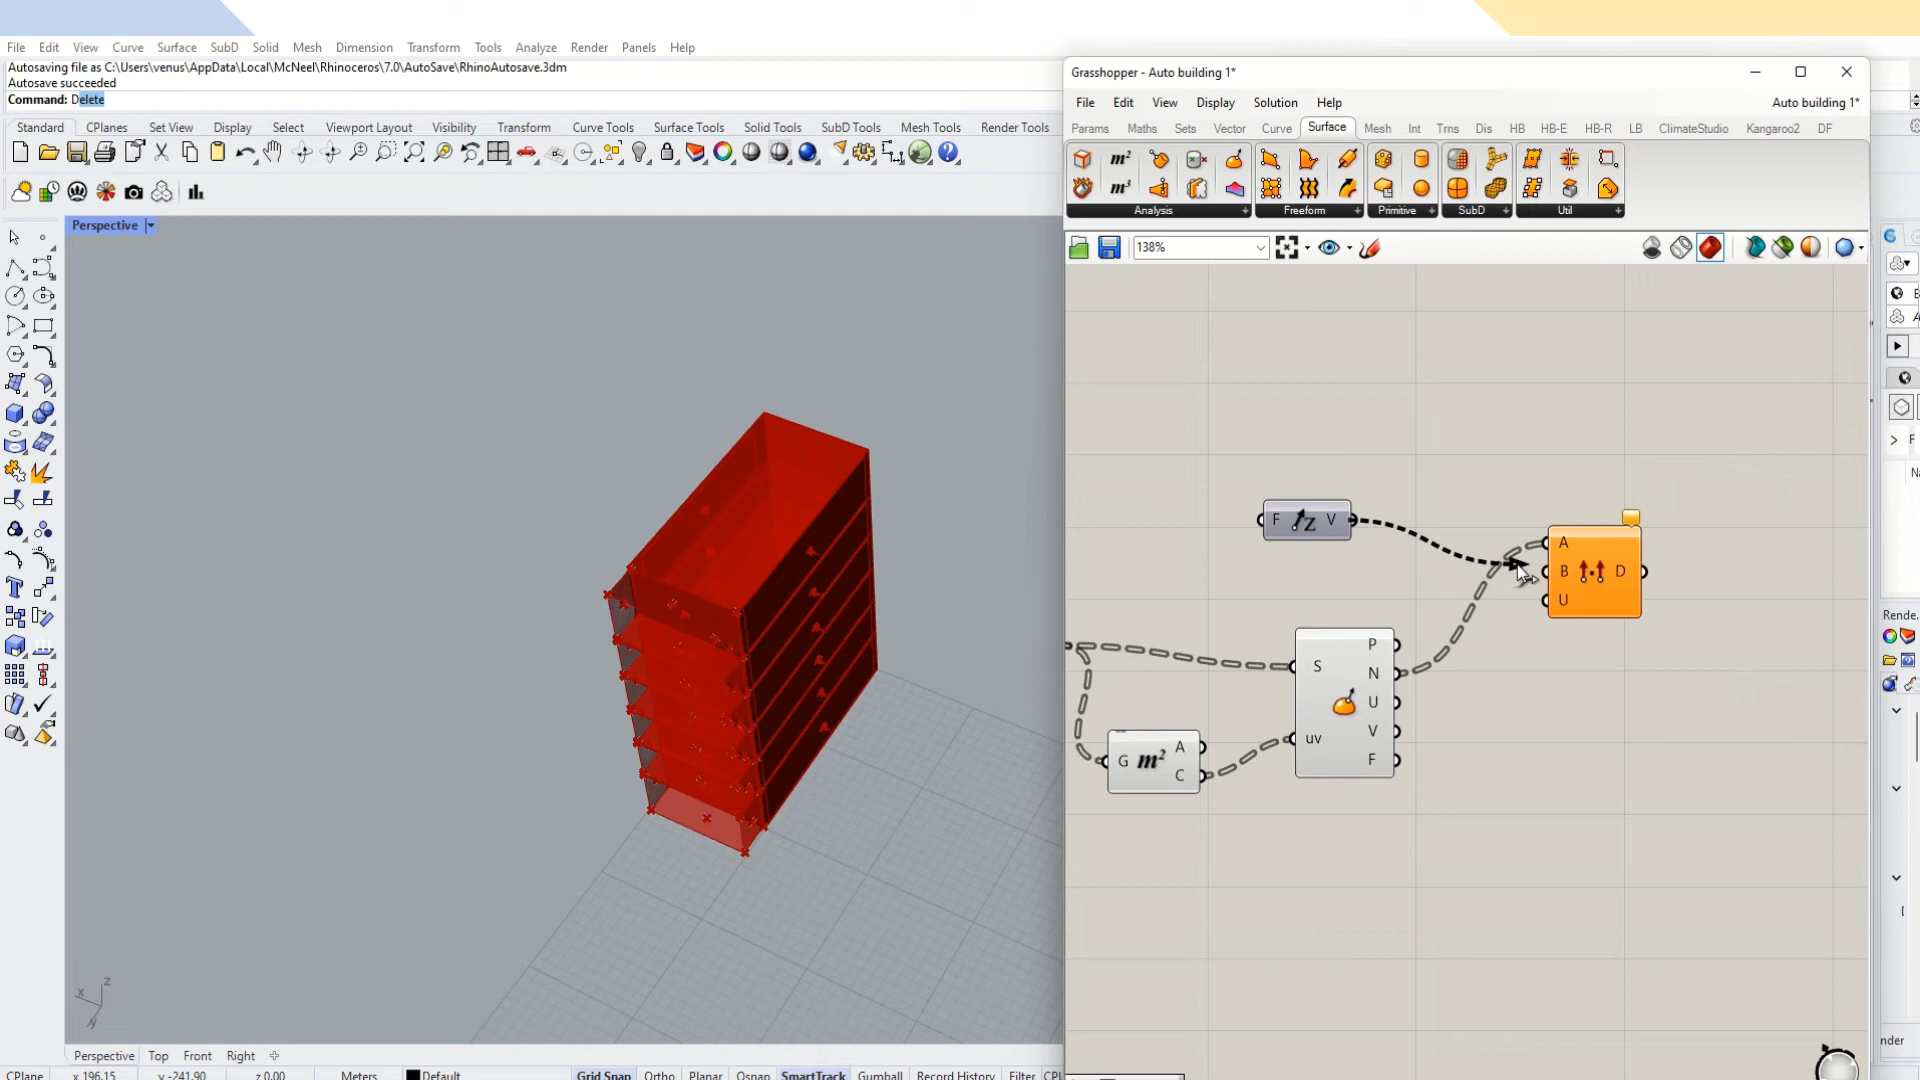 File Edit View Curve Surface SubD Solid Mesh Dimension Transform Tools Analyze Render Panels Help
Autosaving file as C:\Users\venus\AppData\Local\McNeel\Rhinoceros\7.0\AutoSave\RhinoAutosave.3dm
Autosave succeeded
Command: Delete
Standard CPlanes Set View Display Select Viewport Layout Visibility Transform Curve Tools Surface Tools Solid Tools SubD Tools Mesh Tools Render Tools
Perspective
z
x
y
Perspective Top Front Right
CPlane x 196.15 y -241.90 z 0.00 Meters Default Grid Snap Ortho Planar Osnap SmartTrack Gumball Record History Filter
Grasshopper - Auto building 1*
File Edit View Display Solution Help Auto building 1*
Params Maths Sets Vector Curve Surface Mesh Int Trns Dis HB HB-E HB-R LB ClimateStudio Kangaroo2 DF
m² m³
Analysis Freeform Primitive SubD Util
138%
F Z V
A
B D
U
S P
N
U
uv V
F
G m² A
C
Rende.
nder